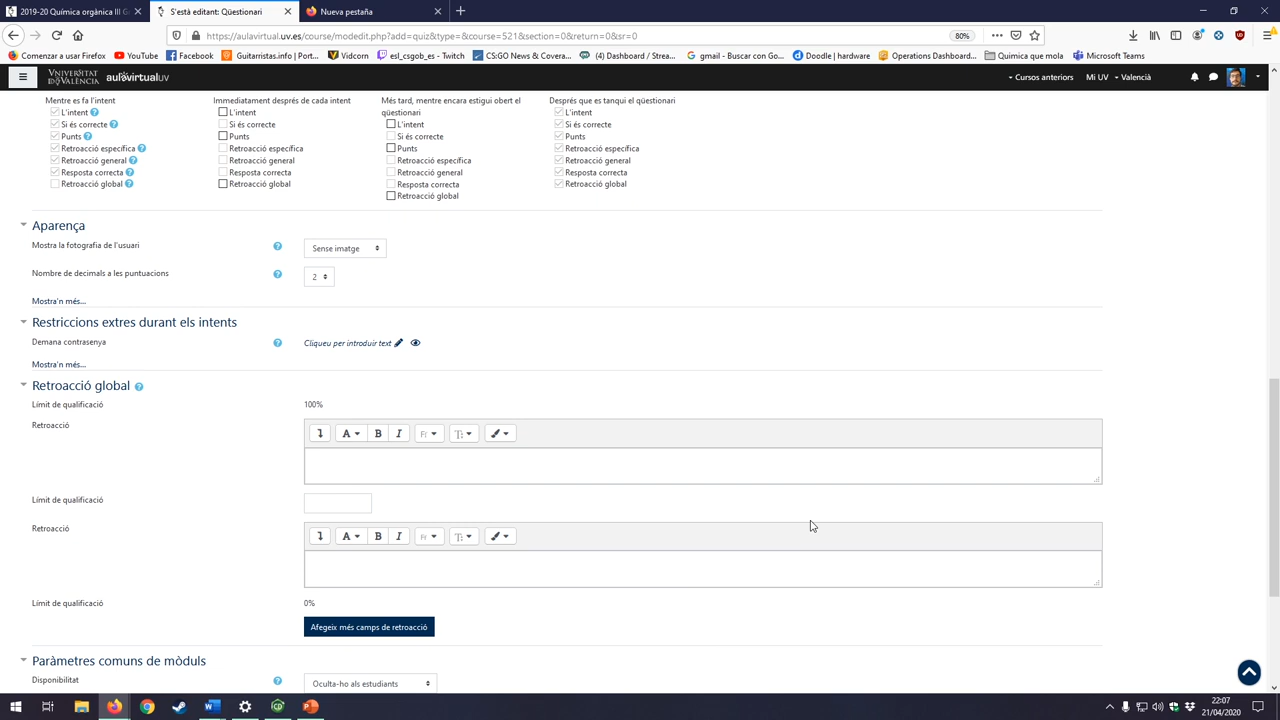 2019-20 Química orgànica III G
S'està editant: Qüestionari
Nueva pestaña
https://aulavirtual.uv.es/course/modedit.php?add=quiz&type=&course=521&section=0&return=0&sr=0
80%
Comenzar a usar Firefox
YouTube
Facebook
Guitarristas.info - Port...
Vidcorn
esl_csgob_es - Twitch
CS:GO News & Covera...
(4) Dashboard / Strea...
gmail - Buscar con Go...
Doodle | hardware
Operations Dashboard...
Quimica que mola
Microsoft Teams
VNIVERSITAT DE VALÈNCIA
aulavirtualuv
Cursos anteriors
Mi UV
Valencià
Mentre es fa l'intent
L'intent
Si és correcte
Punts
Retroacció específica
Retroacció general
Resposta correcta
Retroacció global
Immediatament després de cada intent
L'intent
Si és correcte
Punts
Retroacció específica
Retroacció general
Resposta correcta
Retroacció global
Més tard, mentre encara estigui obert el
qüestionari
L'intent
Si és correcte
Punts
Retroacció específica
Retroacció general
Resposta correcta
Retroacció global
Després que es tanqui el qüestionari
L'intent
Si és correcte
Punts
Retroacció específica
Retroacció general
Resposta correcta
Retroacció global
Aparença
Mostra la fotografia de l'usuari
Sense imatge
Nombre de decimals a les puntuacions
2
Mostra'n més...
Restriccions extres durant els intents
Demana contrasenya
Cliqueu per introduir text
Mostra'n més...
Retroacció global
Límit de qualificació
100%
Retroacció
Límit de qualificació
Retroacció
Límit de qualificació
0%
Afegeix més camps de retroacció
Paràmetres comuns de mòduls
Disponibilitat
Oculta-ho als estudiants
22:07
21/04/2020